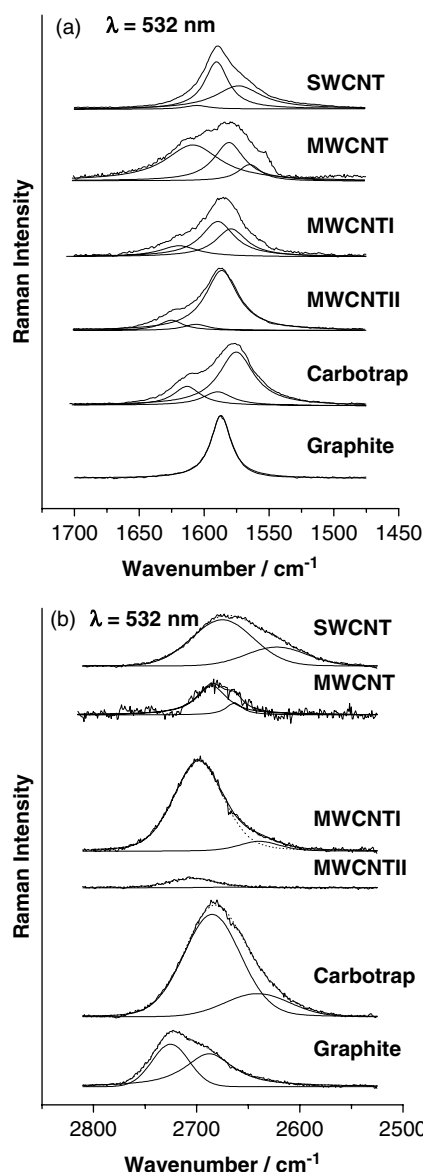 (a) λ = 532 nm
SWCNT
MWCNT
MWCNTI
MWCNTII
Carbotrap
Graphite
Raman Intensity
1700 1650 1600 1550 1500 1450
Wavenumber / cm⁻¹
(b) λ = 532 nm
SWCNT
MWCNT
MWCNTI
MWCNTII
Carbotrap
Graphite
Raman Intensity
2800 2700 2600 2500
Wavenumber / cm⁻¹